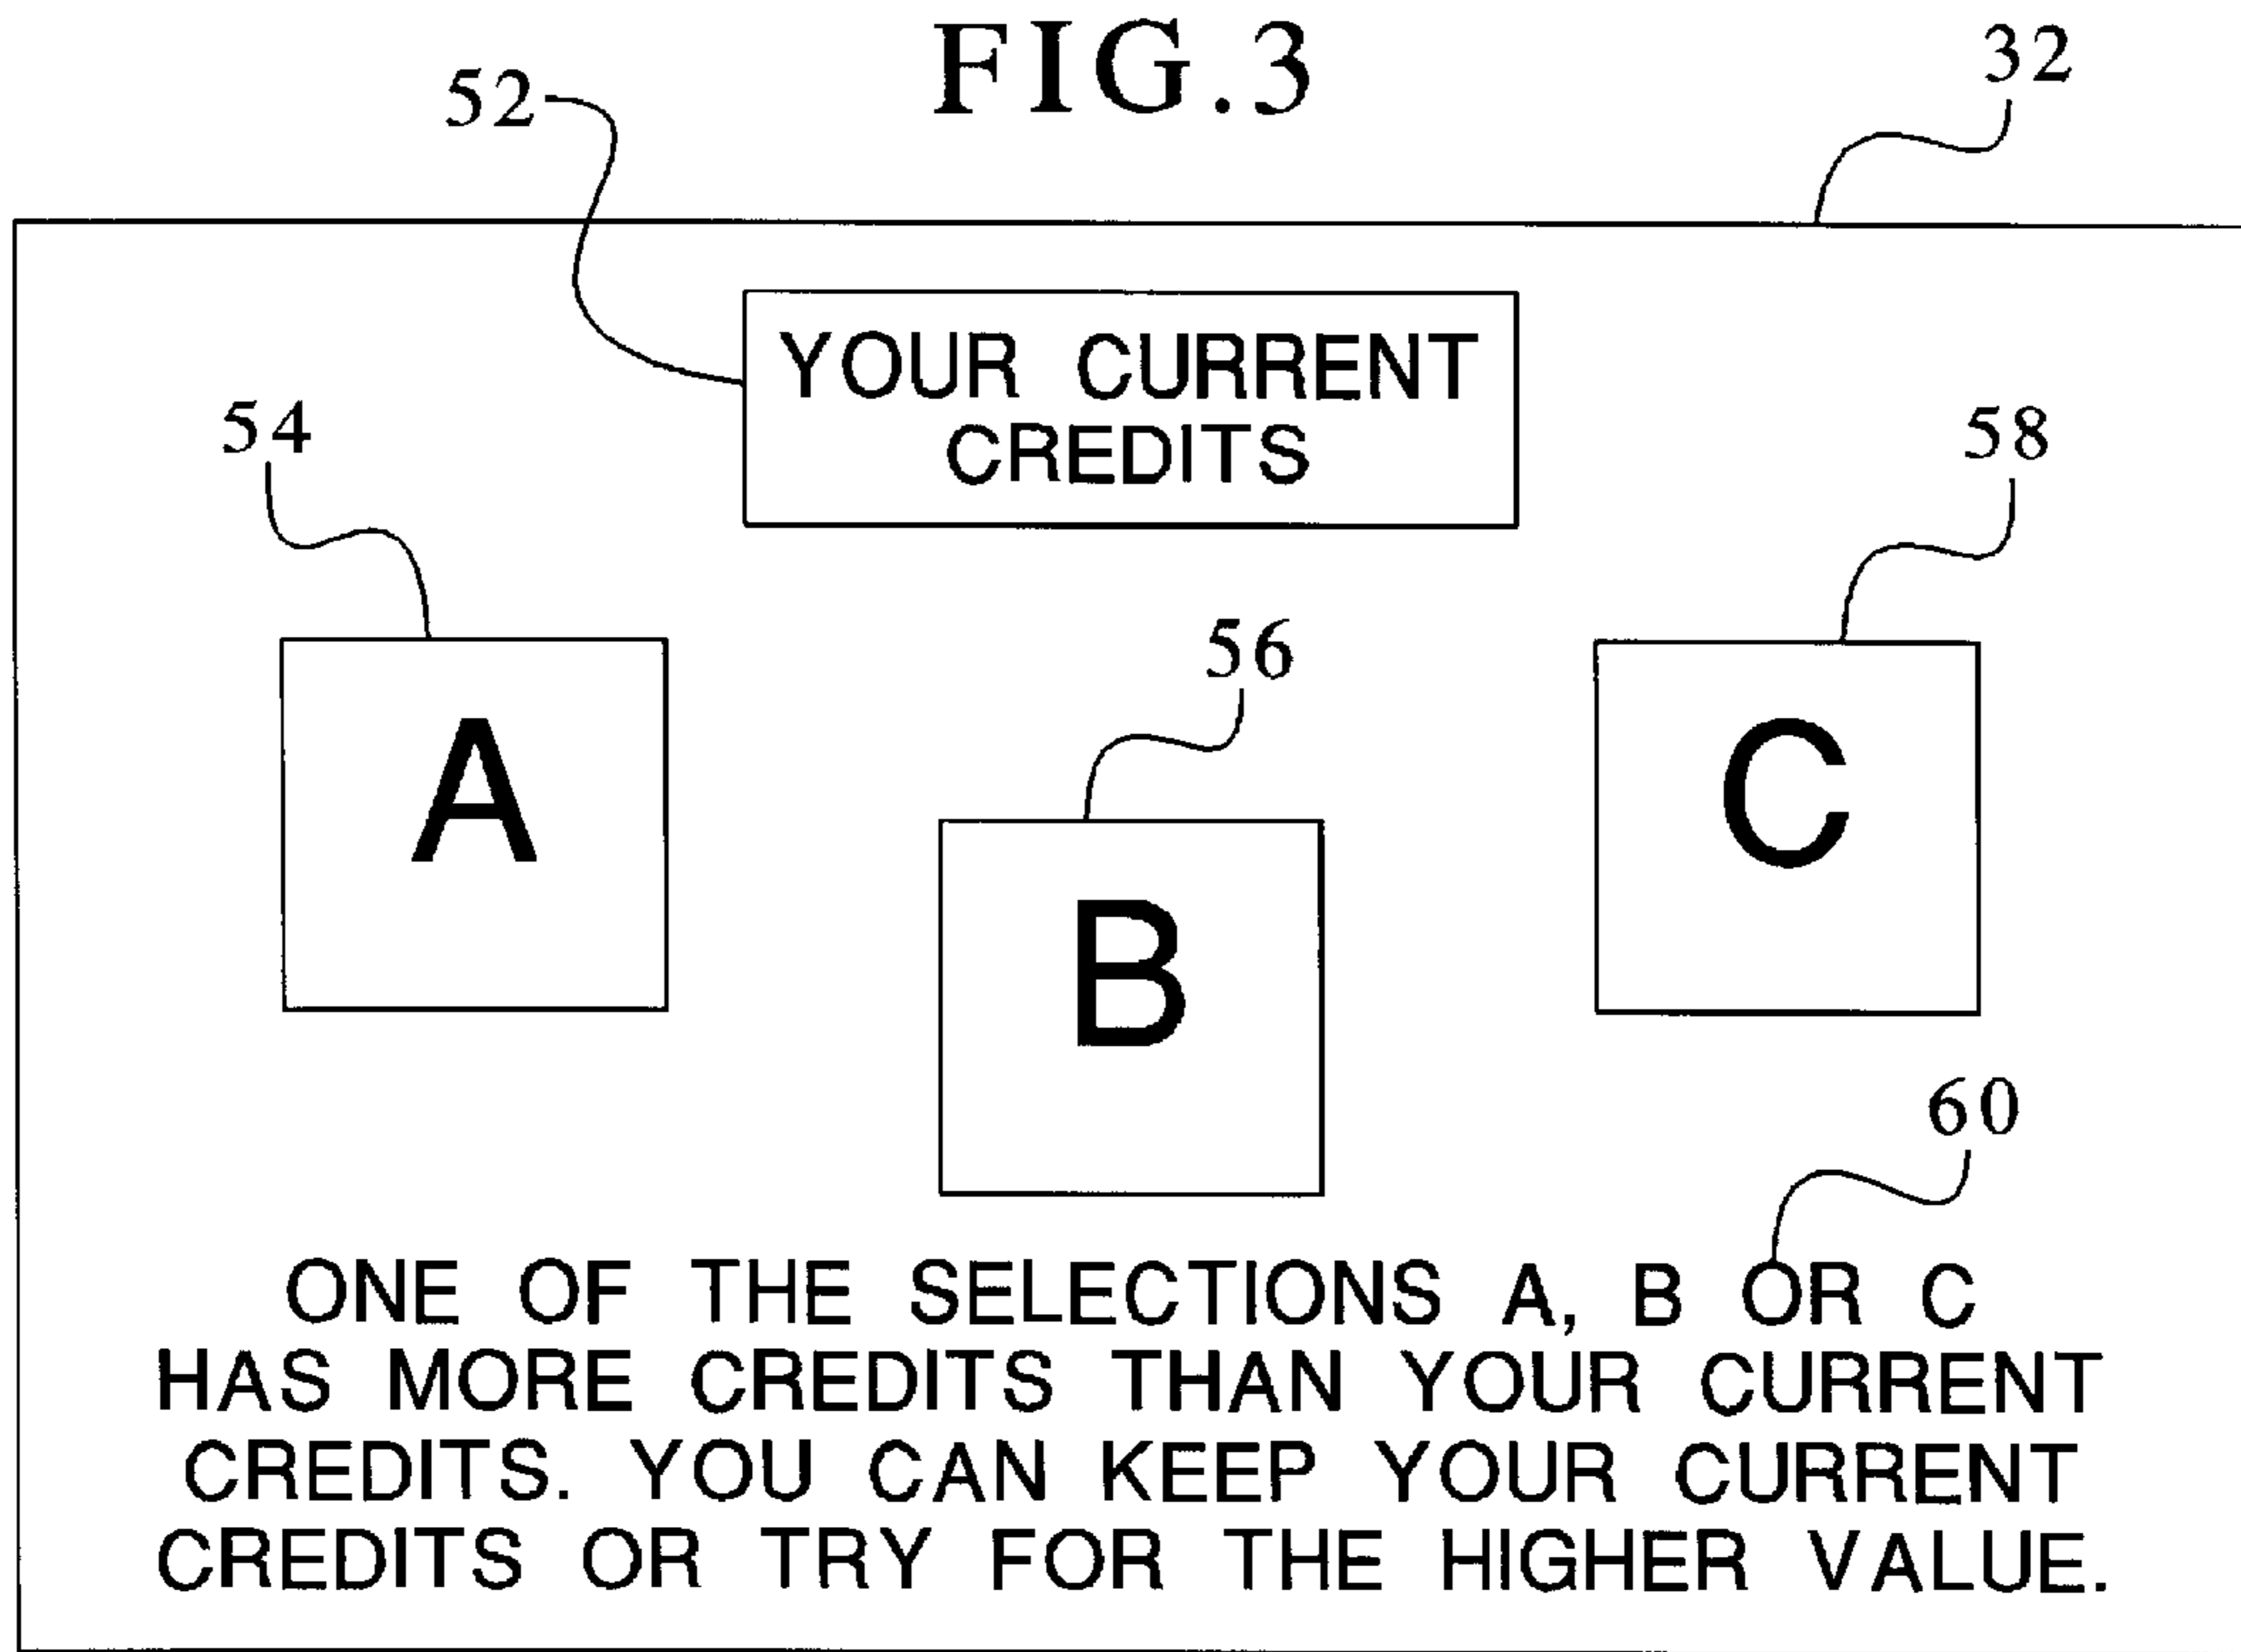 FIG.3
32
52
YOUR CURRENT
CREDITS
54
58
56
A
B
C
60
ONE OF THE SELECTIONS A, B OR C
HAS MORE CREDITS THAN YOUR CURRENT
CREDITS. YOU CAN KEEP YOUR CURRENT
CREDITS OR TRY FOR THE HIGHER VALUE.